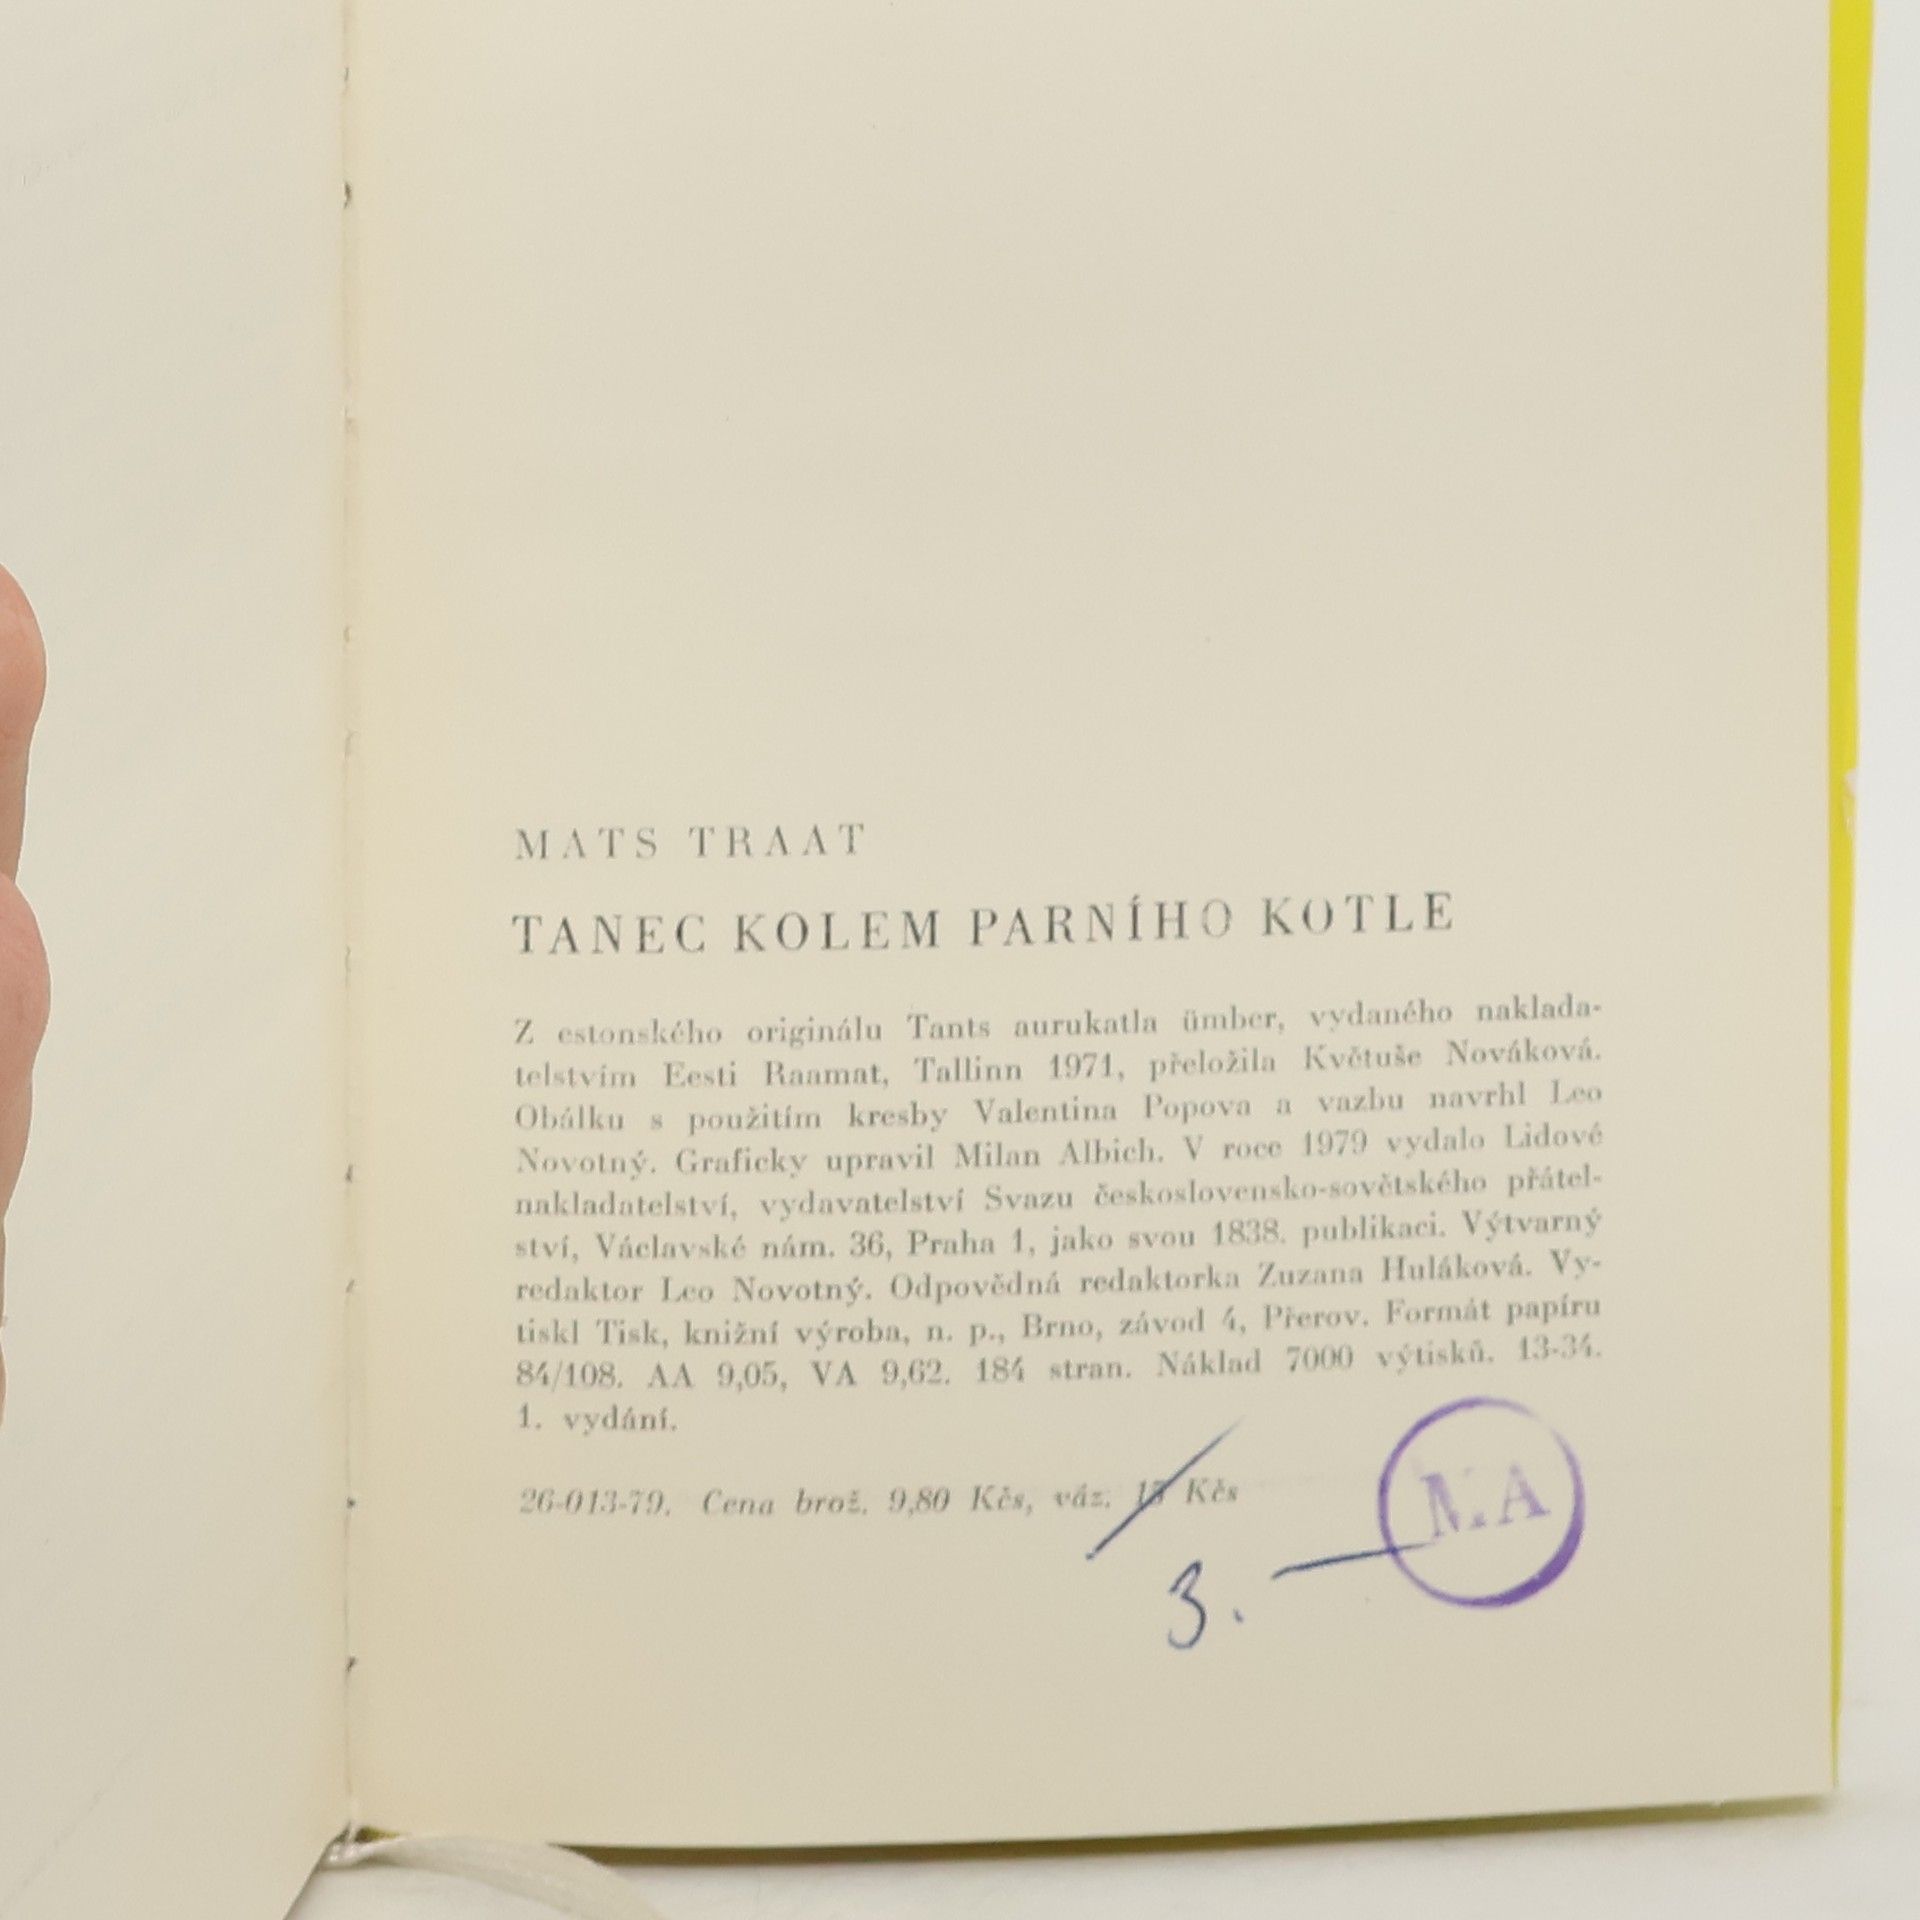 MATS TRAAT
TANEC KOLEM PARNÍHO KOTLE
Z estonského originálu Tants aurukatla ümber, vydaného naklada-
telstvím Eesti Raamat, Tallinn 1971, přeložila Květuše Nováková.
Obálku s použitím kresby Valentina Popova a vazbu navrhl Leo
Novotný. Graficky upravil Milan Albich. V roce 1979 vydalo Lidové
nakladatelství, vydavatelství Svazu československo-sovětského přátel-
ství, Václavské nám. 36, Praha 1, jako svou 1838. publikaci. Výtvarný
redaktor Leo Novotný. Odpovědná redaktorka Zuzana Huláková. Vy-
tiskl Tisk, knižní výroba, n. p., Brno, závod 4, Přerov. Formát papíru
84/108. AA 9,05, VA 9,62. 184 stran. Náklad 7000 výtisků. 13-34.
1. vydání.
26-013-79. Cena brož. 9,80 Kčs, váz. Kčs
3.—